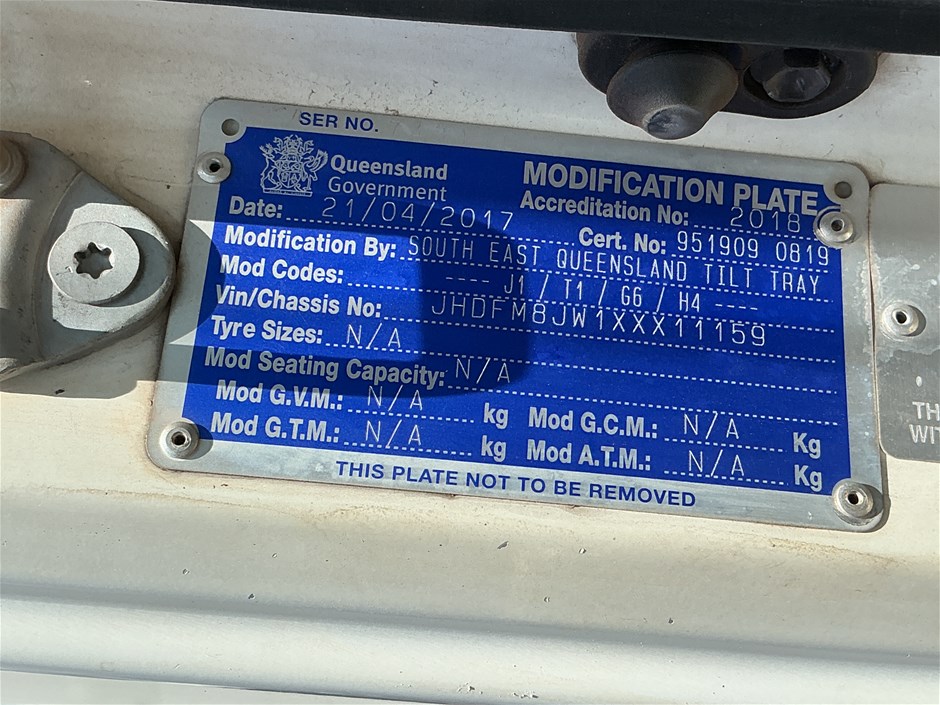 SER NO.
Queensland
Government
MODIFICATION PLATE
Date: 21/04/2017
Accreditation No: 2018
Cert. No: 951909 0819
Modification By: SOUTH EAST QUEENSLAND TILT TRAY
Mod Codes: ---- J1 / T1 / G6 / H4 ---
Vin/Chassis No: JHDFM8JW1XXX11159
Tyre Sizes: N/A
Mod Seating Capacity: N/A
Mod G.V.M.: N/A kg Mod G.C.M.: N/A Kg
Mod G.T.M.: N/A kg Mod A.T.M.: N/A Kg
THIS PLATE NOT TO BE REMOVED